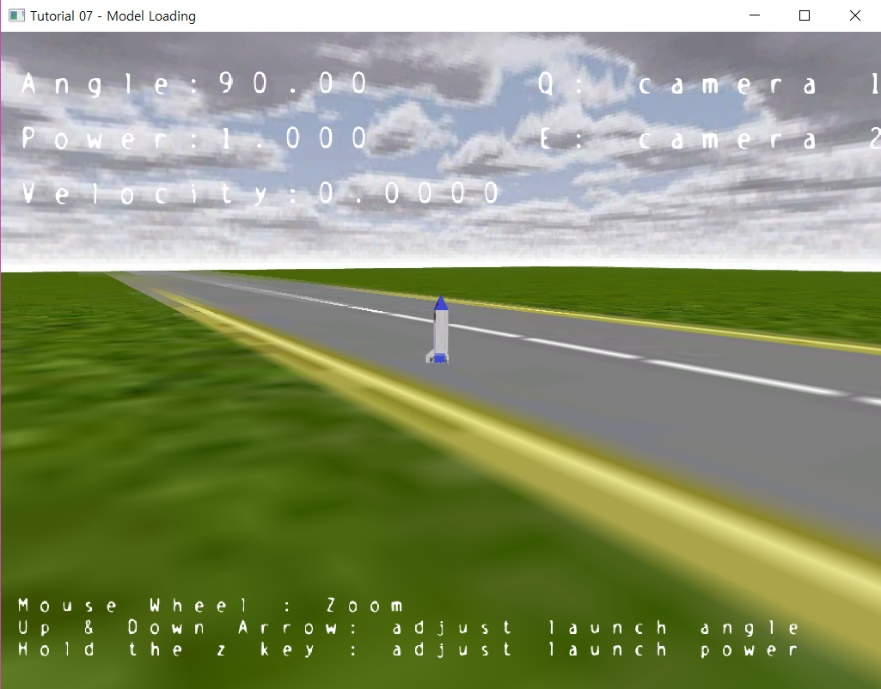 Tutorial 07 - Model Loading
Angle:90.00
Q: camera 1
Power:1.000
E: camera 2
Velocity:0.0000
Mouse Wheel : Zoom
Up & Down Arrow: adjust launch angle
Hold the z key : adjust launch power